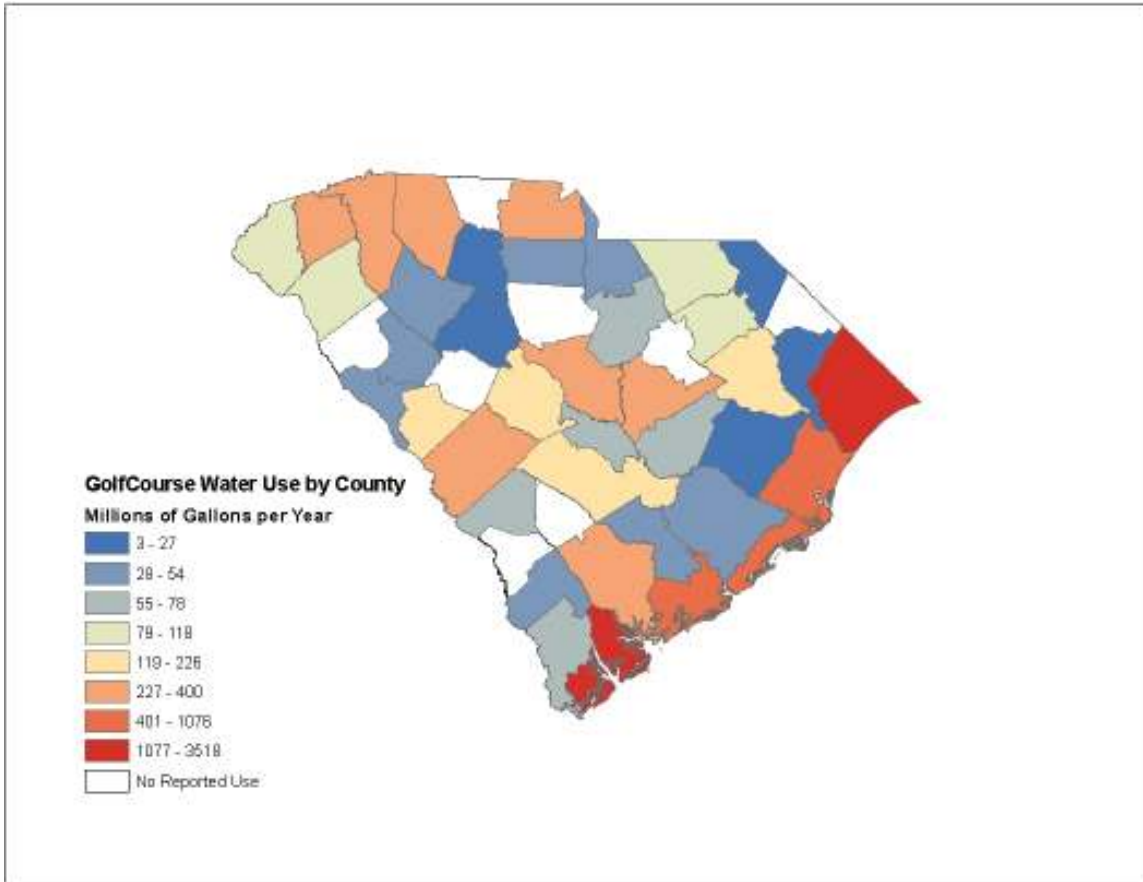 GolfCourse Water Use by County
Millions of Gallons per Year
3 - 27
28 - 54
55 - 78
79 - 118
119 - 226
227 - 400
401 - 1076
1077 - 3518
No Reported Use